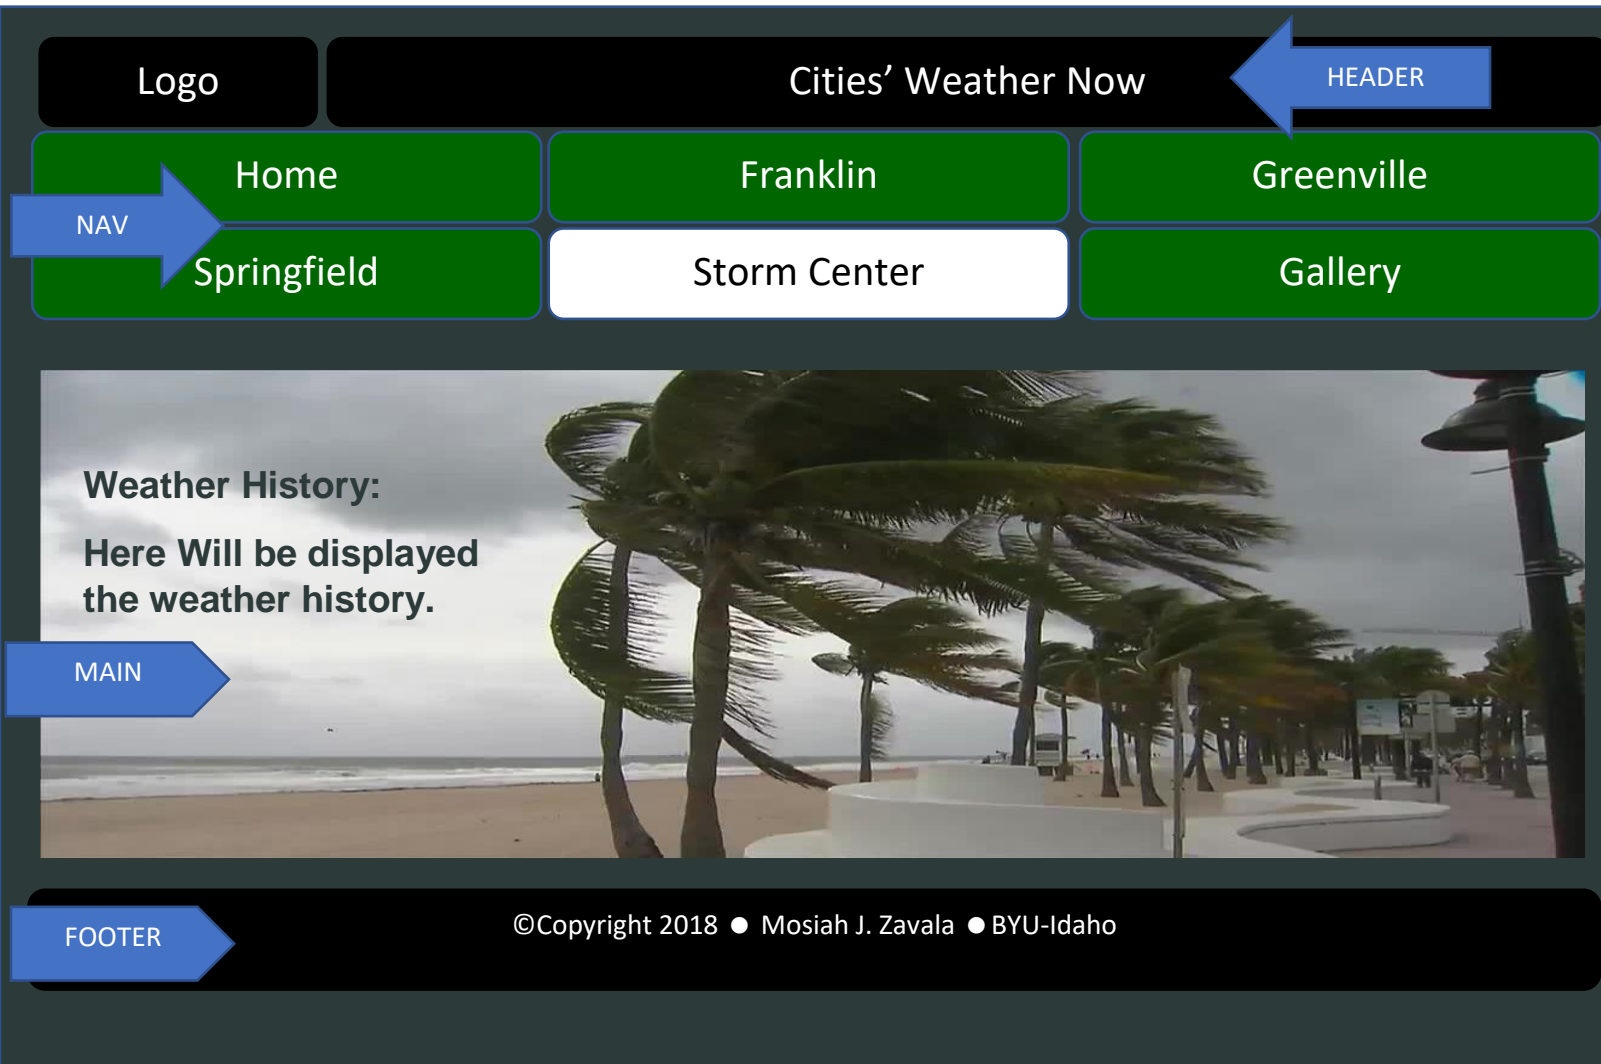 Logo
Cities’ Weather Now
HEADER
Home
Franklin
Greenville
NAV
Springfield
Storm Center
Gallery
Weather History:
Here Will be displayed
the weather history.
MAIN
©Copyright 2018 ● Mosiah J. Zavala ● BYU-Idaho
FOOTER